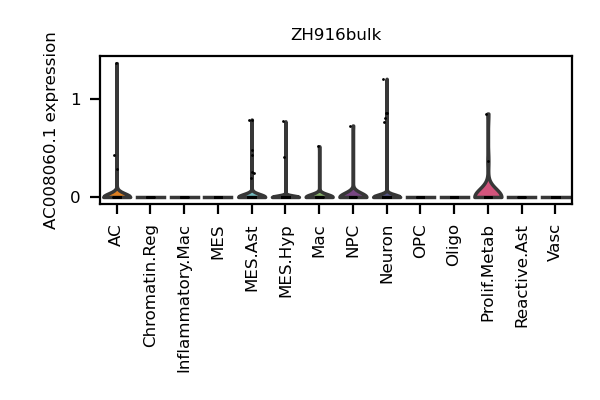 ZH916bulk
AC008060.1 expression
1
0
AC
Chromatin.Reg
Inflammatory.Mac
MES
MES.Ast
MES.Hyp
Mac
NPC
Neuron
OPC
Oligo
Prolif.Metab
Reactive.Ast
Vasc